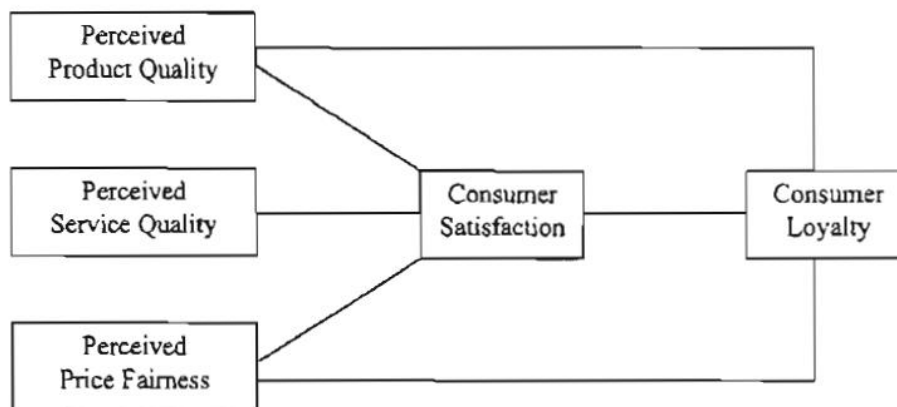 Perceived
Product Quality
Perceived
Service Quality
Consumer
Satisfaction
Consumer
Loyalty
Perceived
Price Fairness